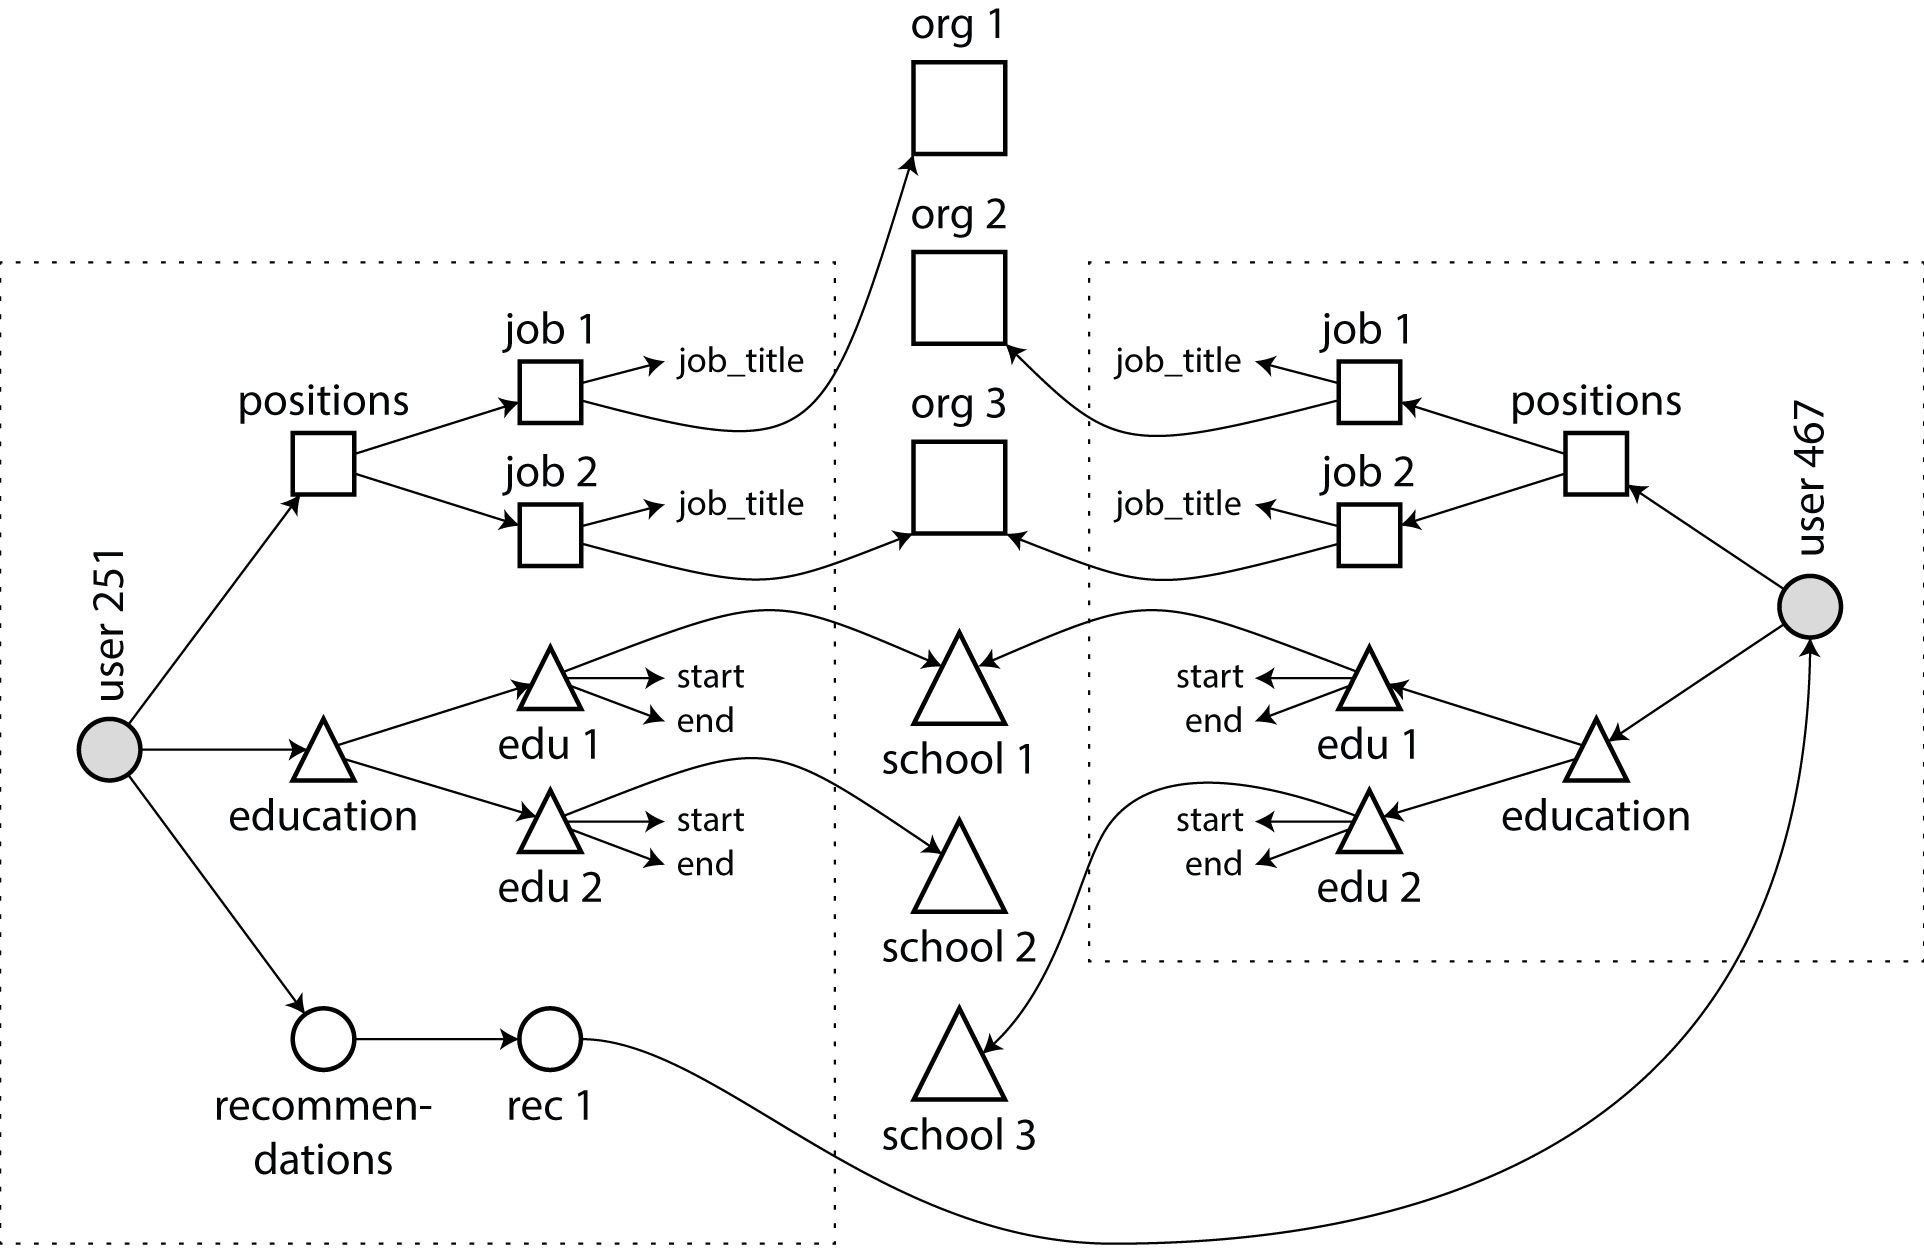 org 1
org 2
org 3
job 1
job_title
positions
job 2
job_title
user 251
edu 1
start
end
education
edu 2
start
end
recommen-
dations
rec 1
school 1
school 2
school 3
job 1
job_title
positions
job 2
job_title
user 467
start
end
edu 1
education
start
end
edu 2